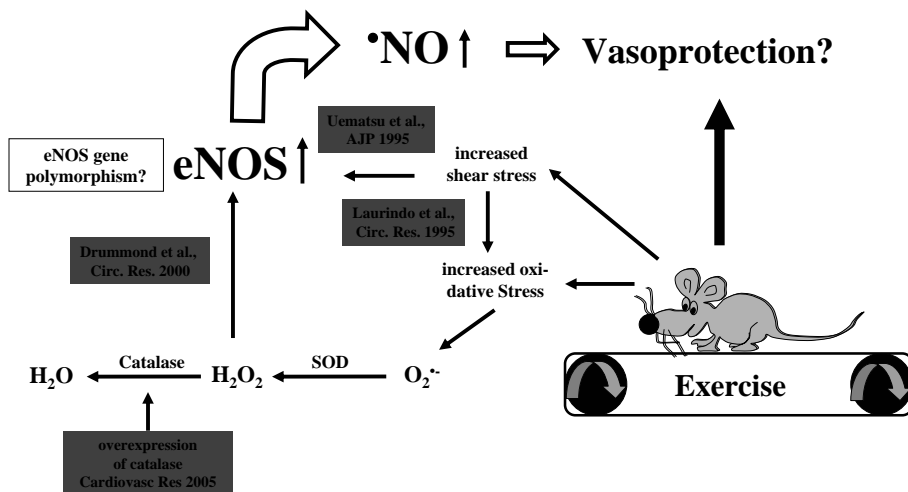 •NO
Vasoprotection?
Uematsu et al.,
AJP 1995
eNOS gene
polymorphism?
eNOS
increased
shear stress
Laurindo et al.,
Circ. Res. 1995
Drummond et al.,
Circ. Res. 2000
increased oxi-
dative Stress
H₂O
Catalase
H₂O₂
SOD
O₂•-
Exercise
overexpression
of catalase
Cardiovasc Res 2005